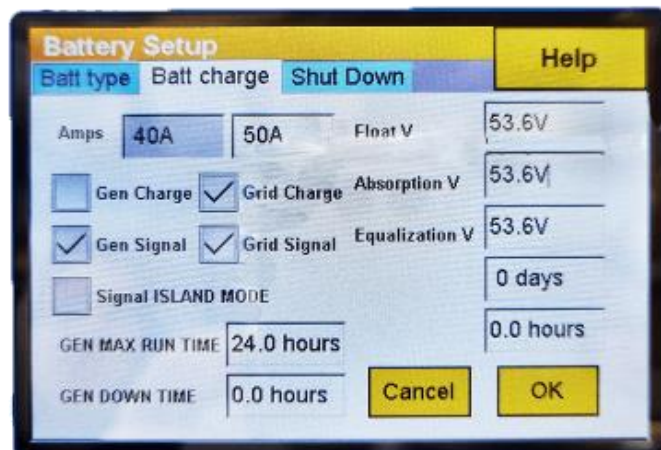 Battery Setup
Help
Batt type Batt charge Shut Down
Amps 40A 50A Float V 53.6V
Gen Charge Grid Charge Absorption V 53.6V
Gen Signal Grid Signal Equalization V 53.6V
Signal ISLAND MODE 0 days
GEN MAX RUN TIME 24.0 hours 0.0 hours
GEN DOWN TIME 0.0 hours Cancel OK